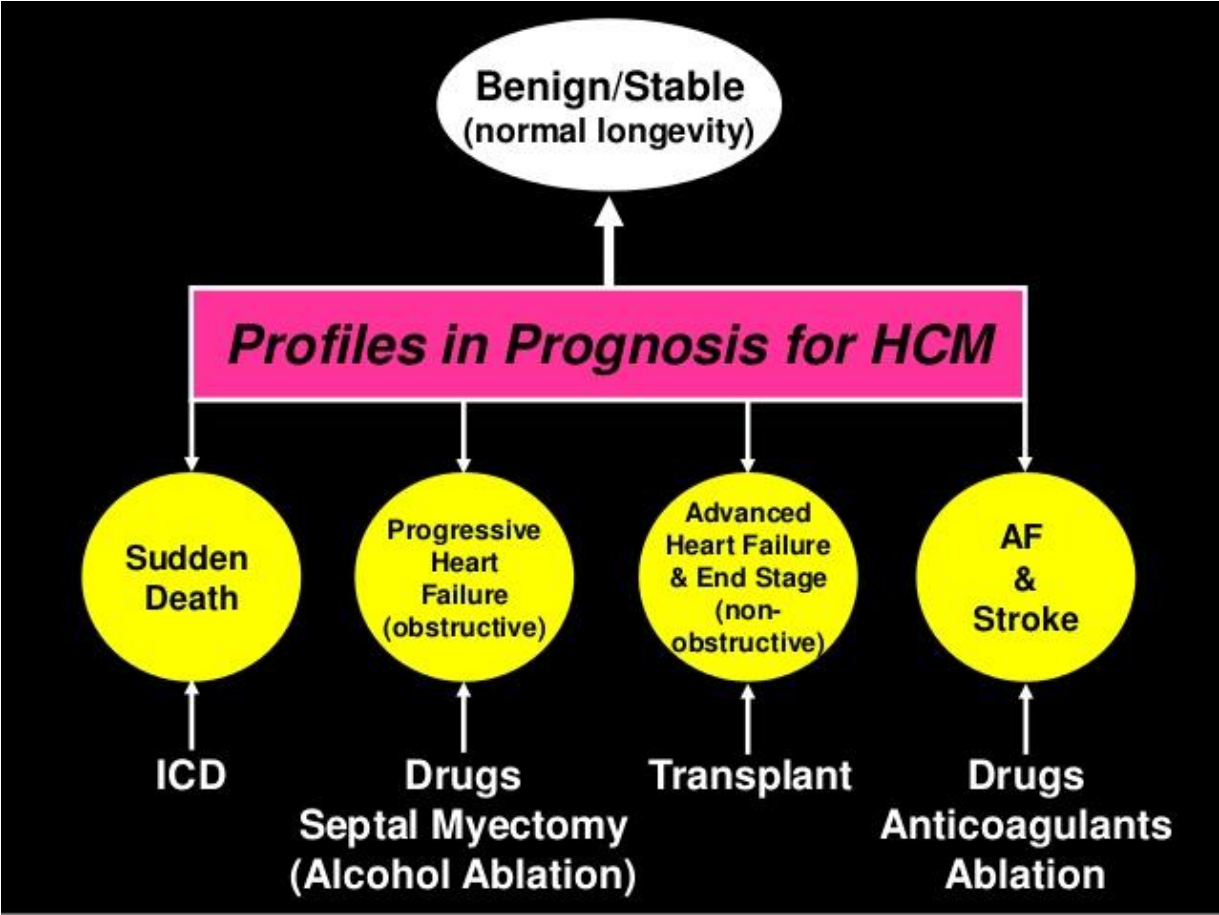 Benign/Stable
(normal longevity)
Profiles in Prognosis for HCM
Sudden
Death
Progressive
Heart
Failure
(obstructive)
Advanced
Heart Failure
& End Stage
(non-
obstructive)
AF
&
Stroke
ICD
Drugs
Septal Myectomy
(Alcohol Ablation)
Transplant
Drugs
Anticoagulants
Ablation